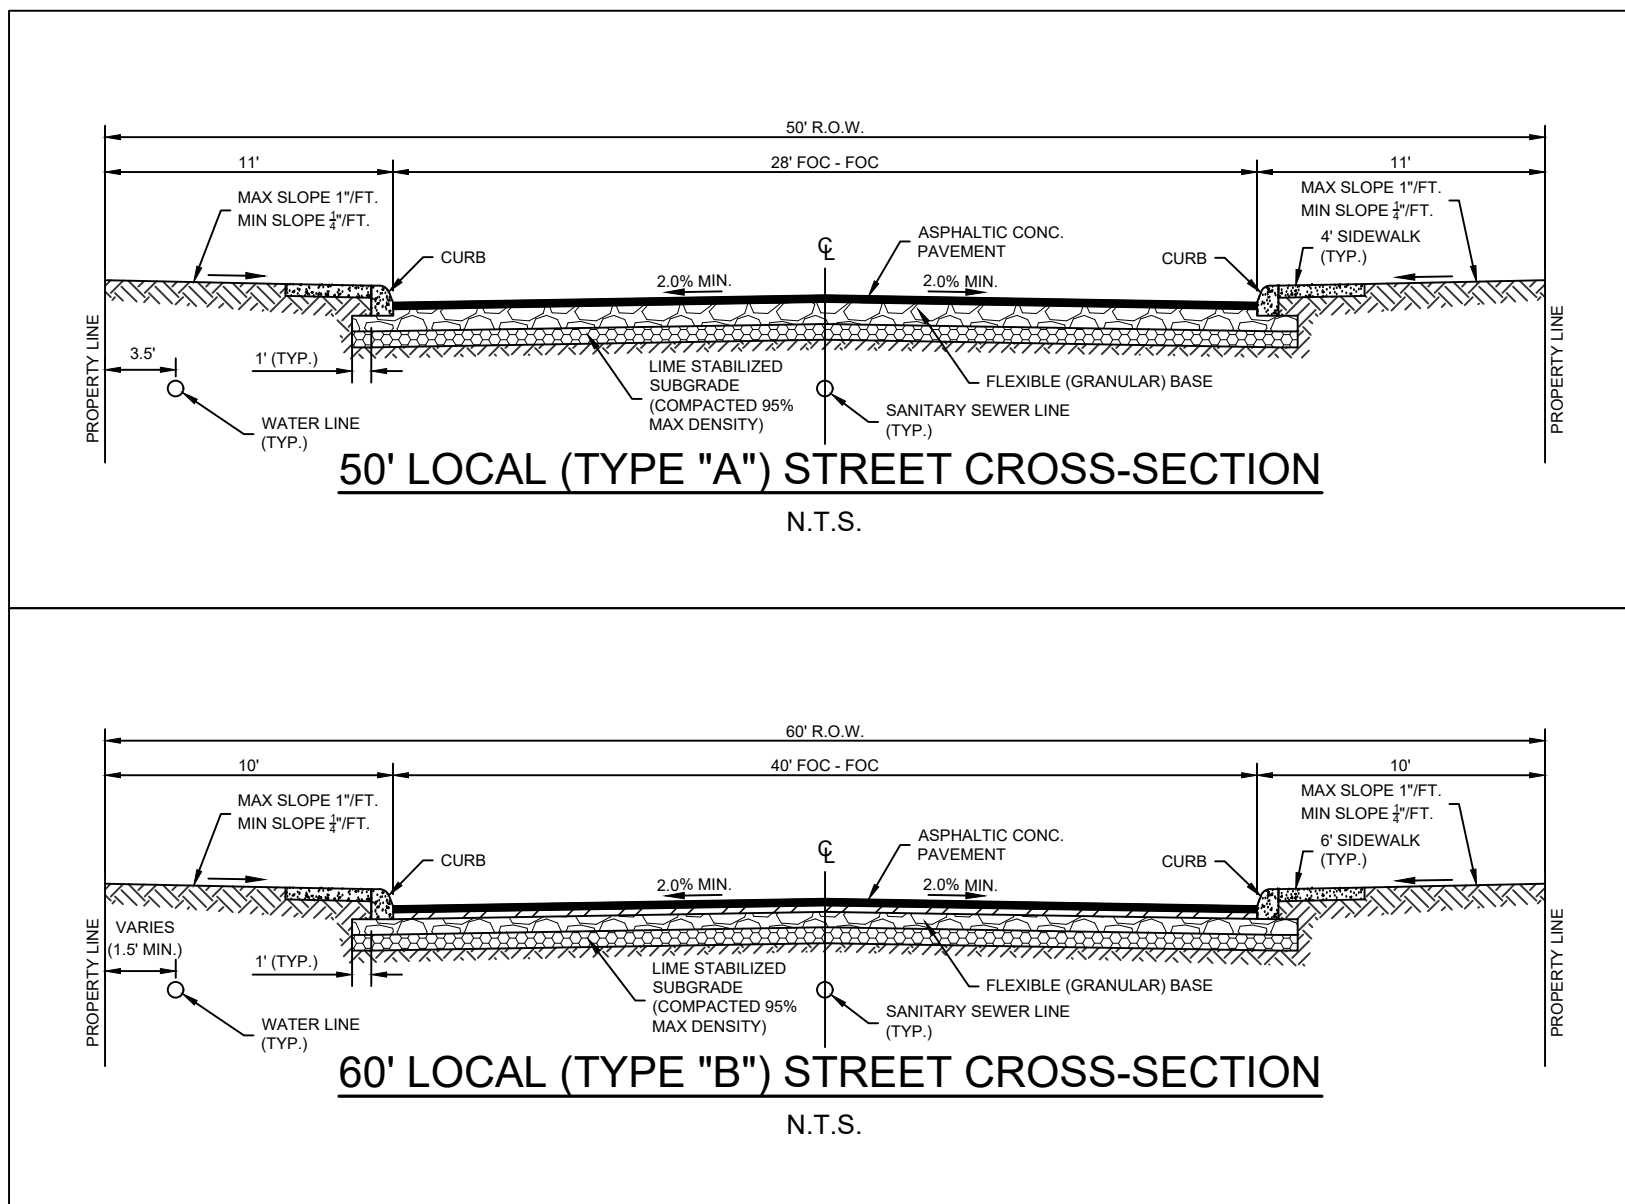 50' R.O.W.
11'
28' FOC - FOC
11'
MAX SLOPE 1"/FT.
MIN SLOPE 1/4"/FT.
MAX SLOPE 1"/FT.
MIN SLOPE 1/4"/FT.
4' SIDEWALK
(TYP.)
CURB
℄
ASPHALTIC CONC.
PAVEMENT
CURB
2.0% MIN.
2.0% MIN.
PROPERTY LINE
3.5'
1' (TYP.)
WATER LINE
(TYP.)
LIME STABILIZED
SUBGRADE
(COMPACTED 95%
MAX DENSITY)
FLEXIBLE (GRANULAR) BASE
SANITARY SEWER LINE
(TYP.)
PROPERTY LINE
50' LOCAL (TYPE "A") STREET CROSS-SECTION
N.T.S.
60' R.O.W.
10'
40' FOC - FOC
10'
MAX SLOPE 1"/FT.
MIN SLOPE 1/4"/FT.
MAX SLOPE 1"/FT.
MIN SLOPE 1/4"/FT.
6' SIDEWALK
(TYP.)
CURB
℄
ASPHALTIC CONC.
PAVEMENT
CURB
2.0% MIN.
2.0% MIN.
PROPERTY LINE
VARIES
(1.5' MIN.)
1' (TYP.)
WATER LINE
(TYP.)
LIME STABILIZED
SUBGRADE
(COMPACTED 95%
MAX DENSITY)
FLEXIBLE (GRANULAR) BASE
SANITARY SEWER LINE
(TYP.)
PROPERTY LINE
60' LOCAL (TYPE "B") STREET CROSS-SECTION
N.T.S.